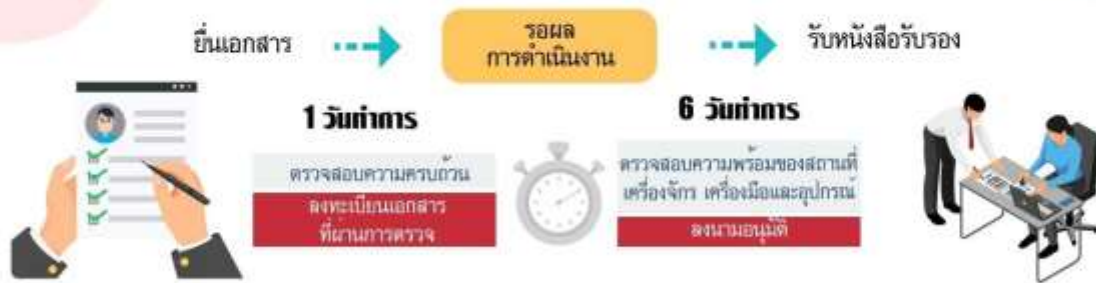 ยื่นเอกสาร
รอผล
การดำเนินงาน
รับหนังสือรับรอง
1 วันทำการ
ตรวจสอบความครบถ้วน
ลงทะเบียนเอกสาร
ที่ผ่านการตรวจ
6 วันทำการ
ตรวจสอบความพร้อมของสถานที่
เครื่องจักร เครื่องมือและอุปกรณ์
ลงนามอนุมัติ